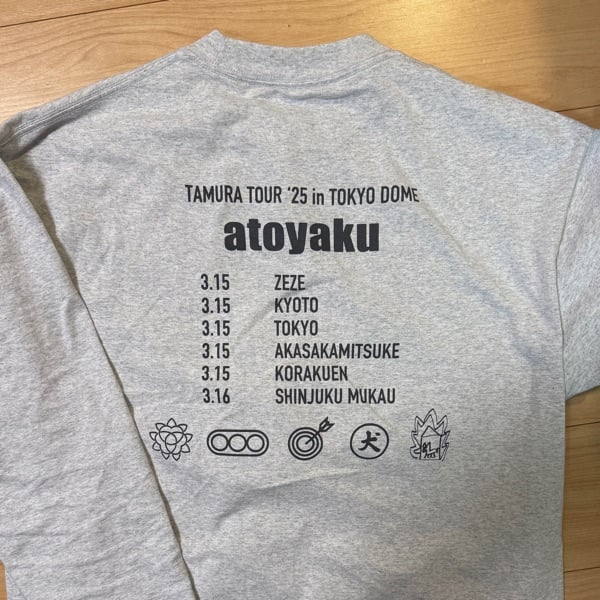 TAMURA TOUR '25 in TOKYO DOME
atoyaku
3.15 ZEZE
3.15 KYOTO
3.15 TOKYO
3.15 AKASAKAMITSUKE
3.15 KORAKUEN
3.16 SHINJUKU MUKAU
犬